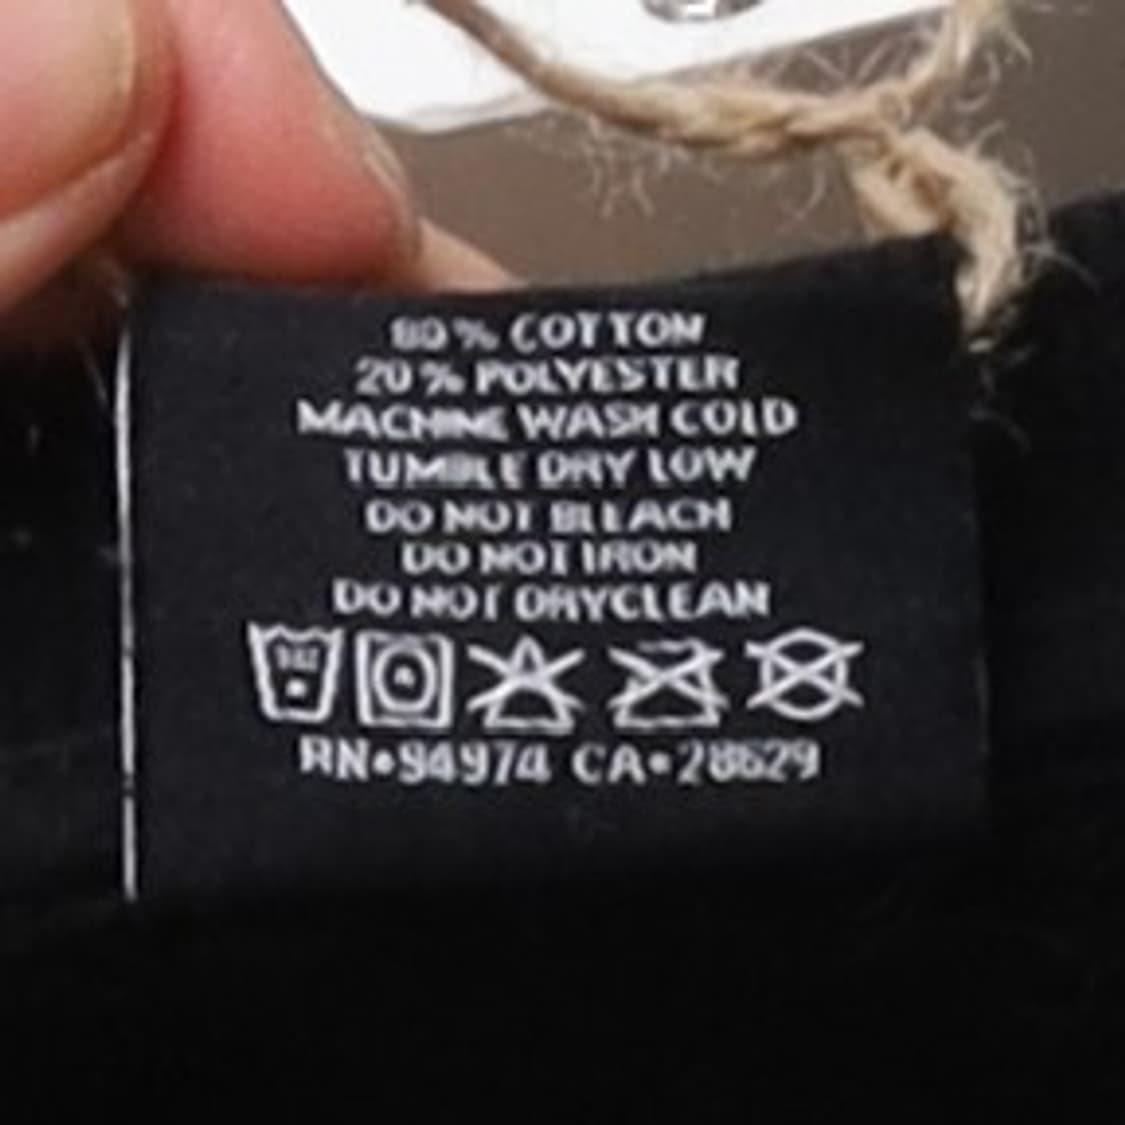 80% COTTON
20% POLYESTER
MACHINE WASH COLD
TUMBLE DRY LOW
DO NOT BLEACH
DO NOT IRON
DO NOT DRYCLEAN
RN•94974 CA•28629